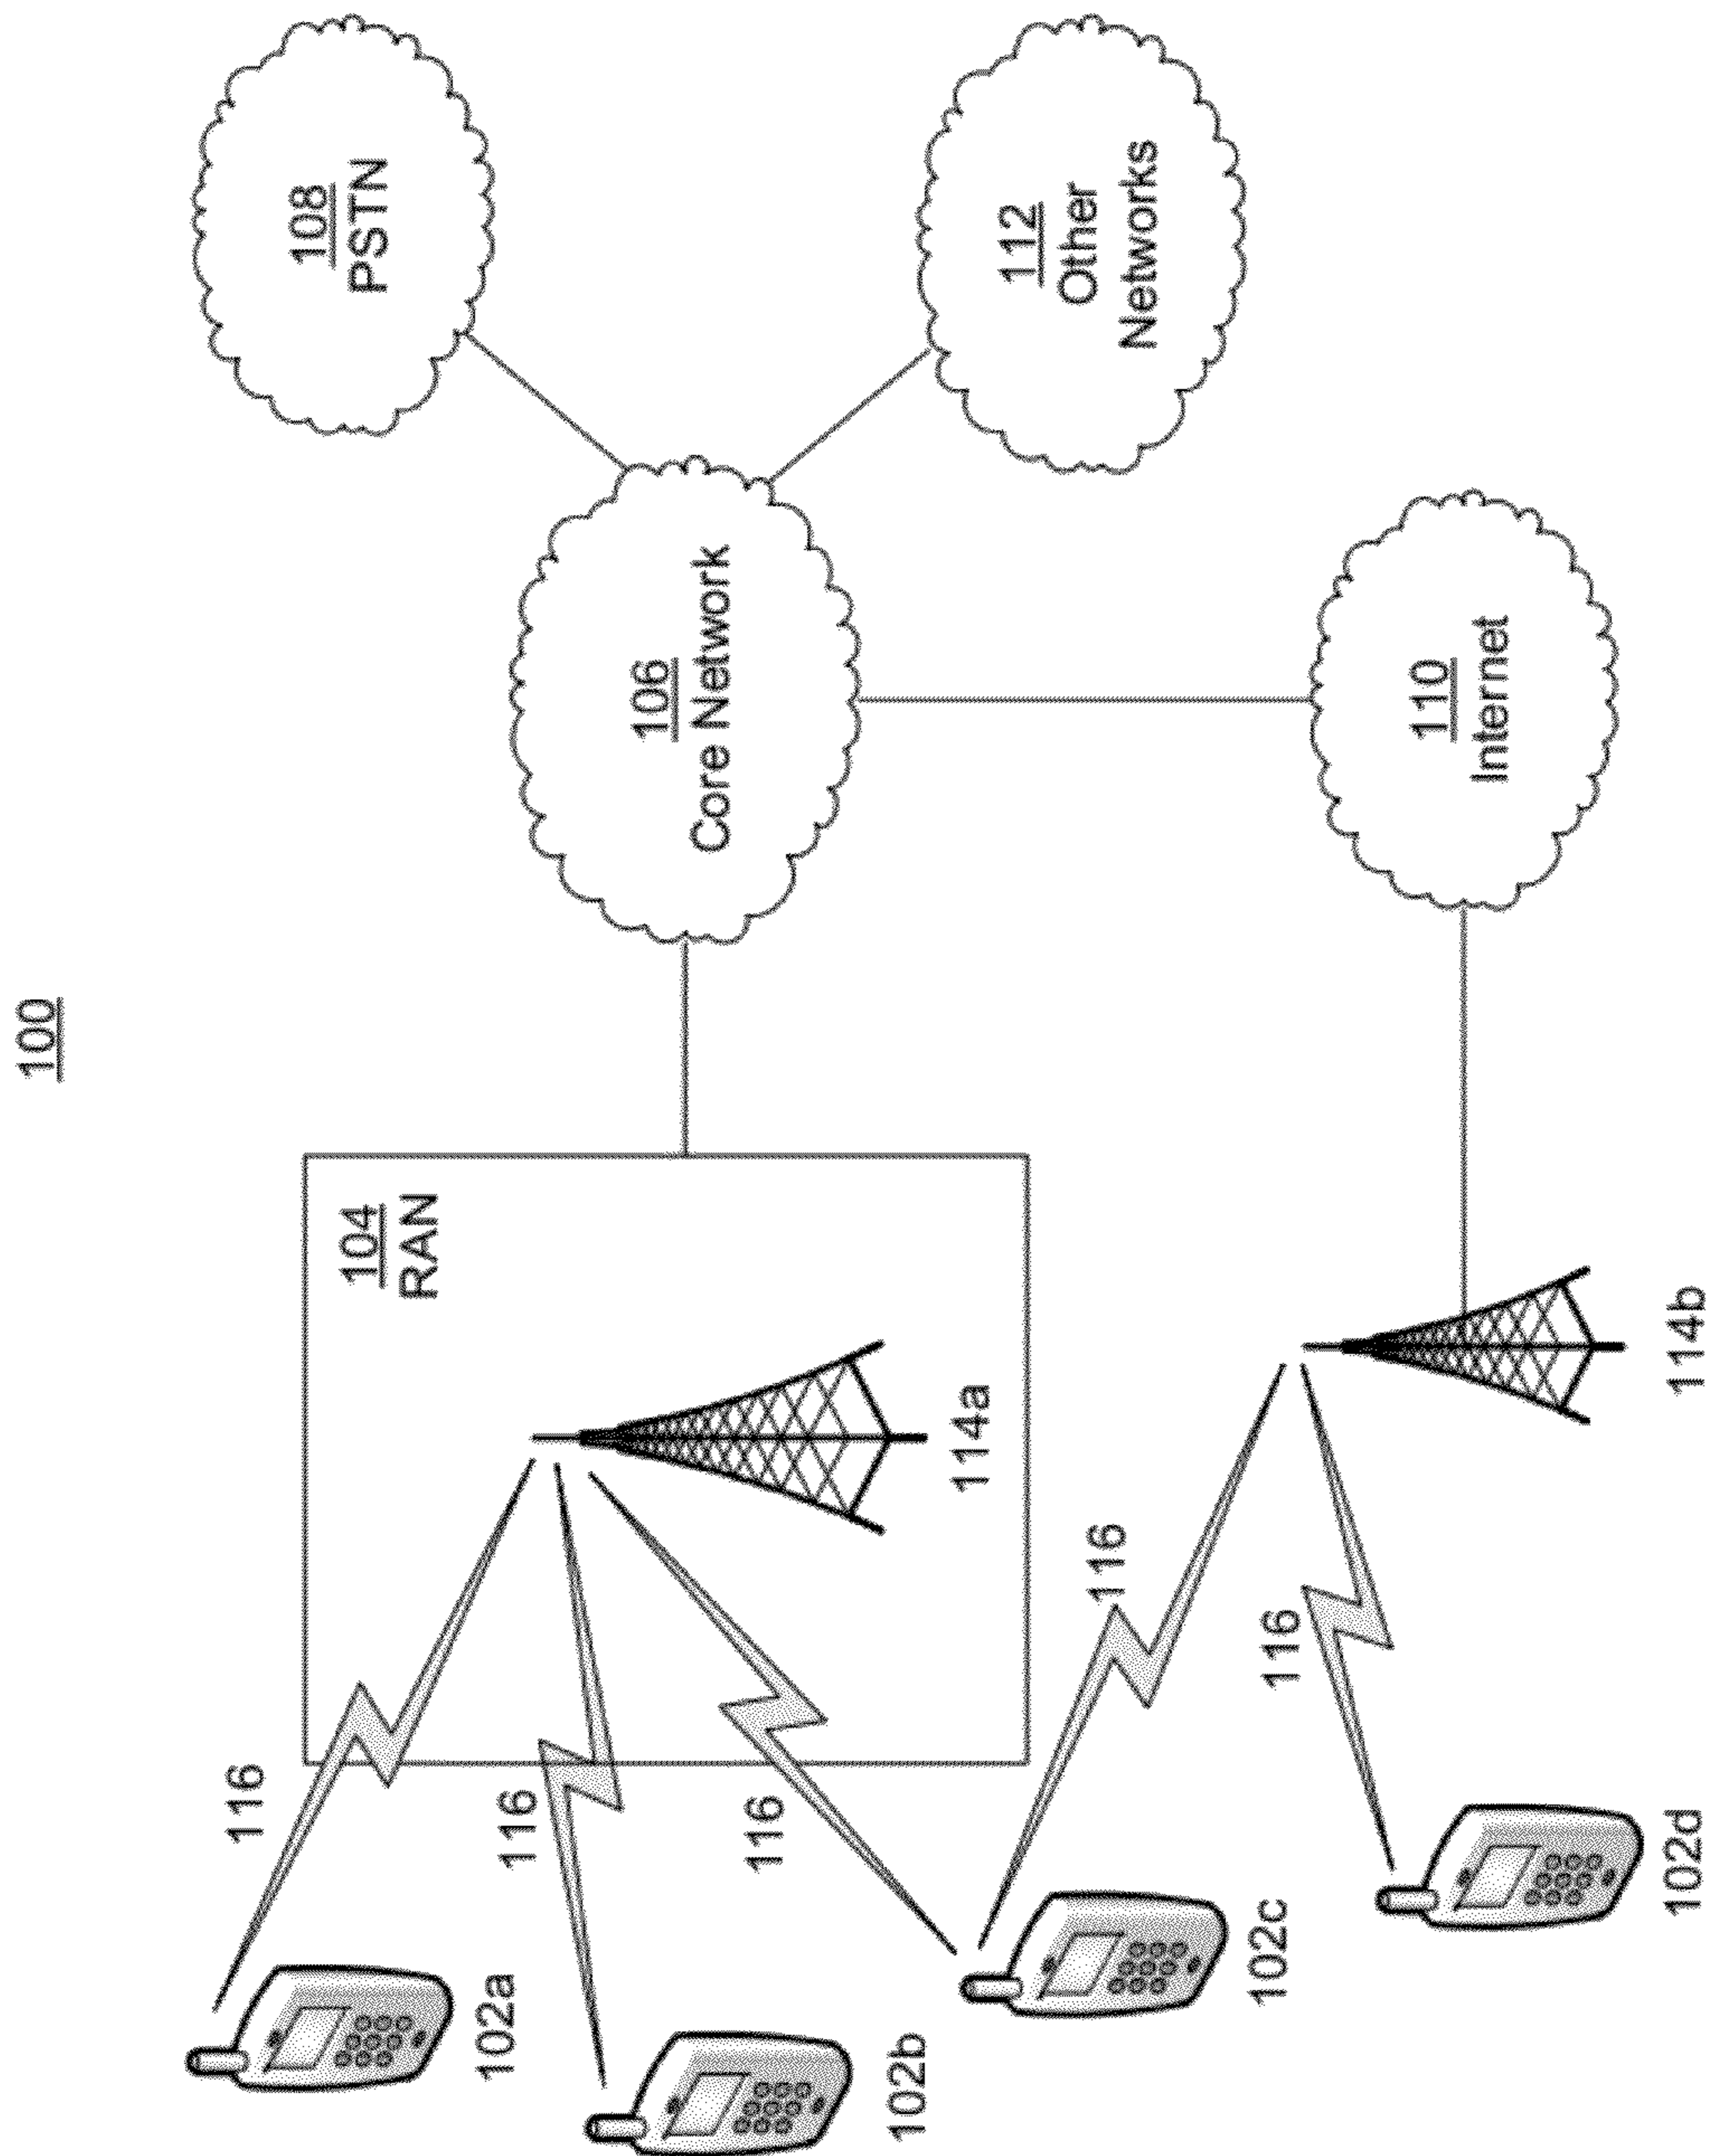 100
108
PSTN
104
RAN
106
Core Network
112
Other
Networks
116
102a
116
102b
116
114a
116
102c
110
Internet
116
102d
114b